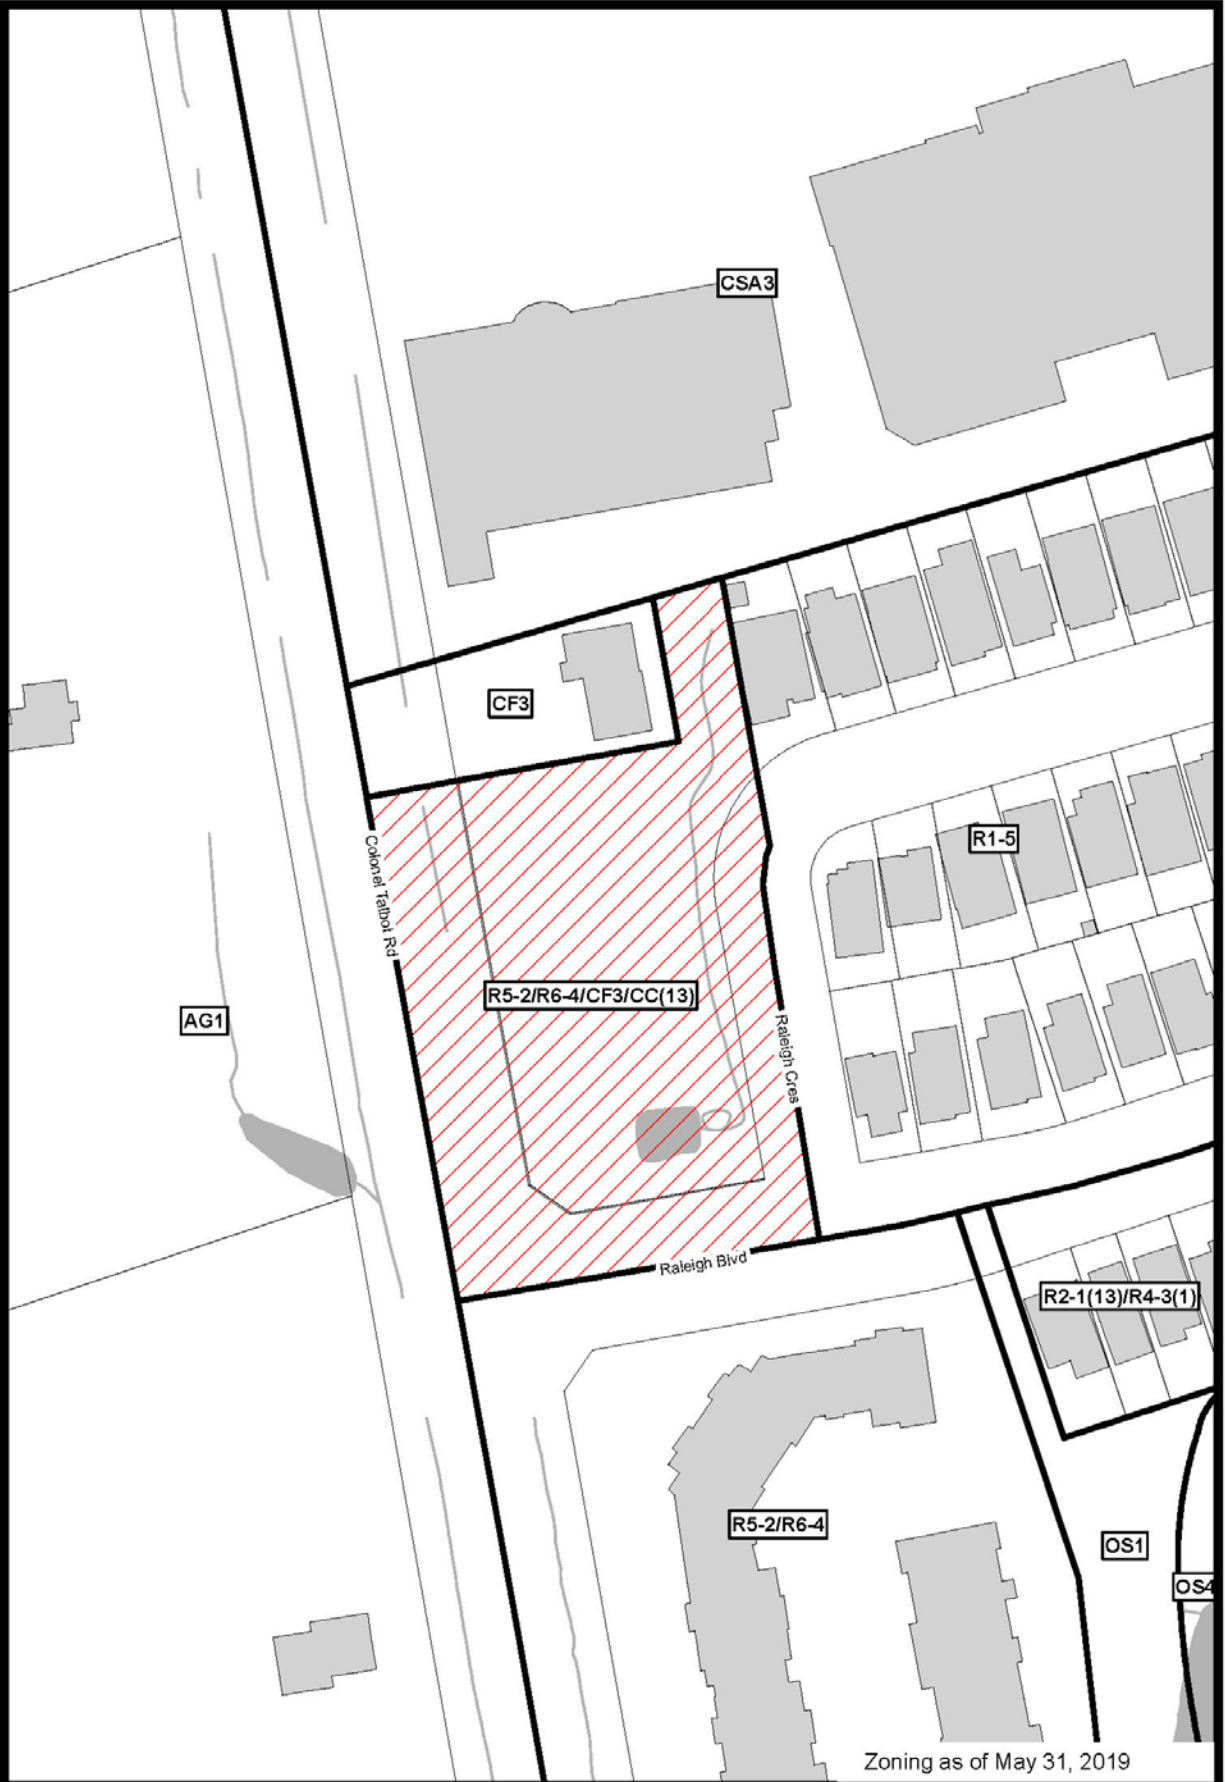 CSA3
CF3
R1-5
Colonel Talbot Rd
R5-2/R6-4/CF3/CC(13)
AG1
Raleigh Cres
Raleigh Blvd
R2-1(13)/R4-3(1)
R5-2/R6-4
OS1
OS4
Zoning as of May 31, 2019